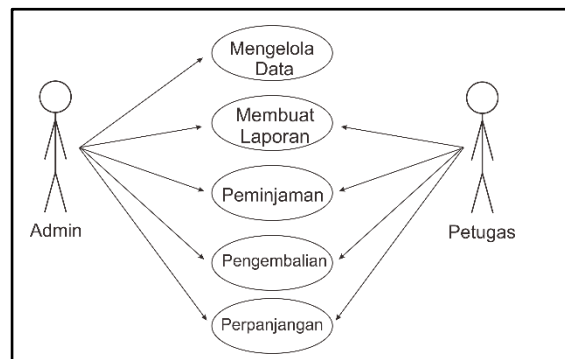 Mengelola
Data
Membuat
Laporan
Peminjaman
Admin
Petugas
Pengembalian
Perpanjangan